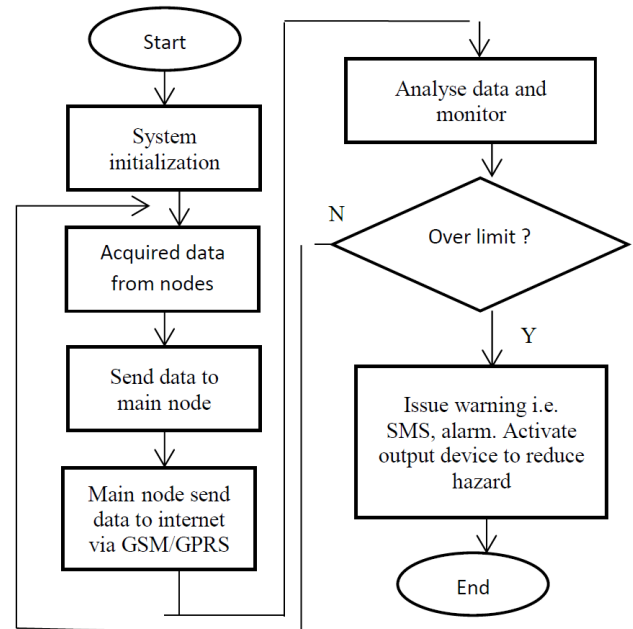 Start
System
initialization
Acquired data
from nodes
Send data to
main node
Main node send
data to internet
via GSM/GPRS
Analyse data and
monitor
Over limit ?
N
Y
Issue warning i.e.
SMS, alarm. Activate
output device to reduce
hazard
End